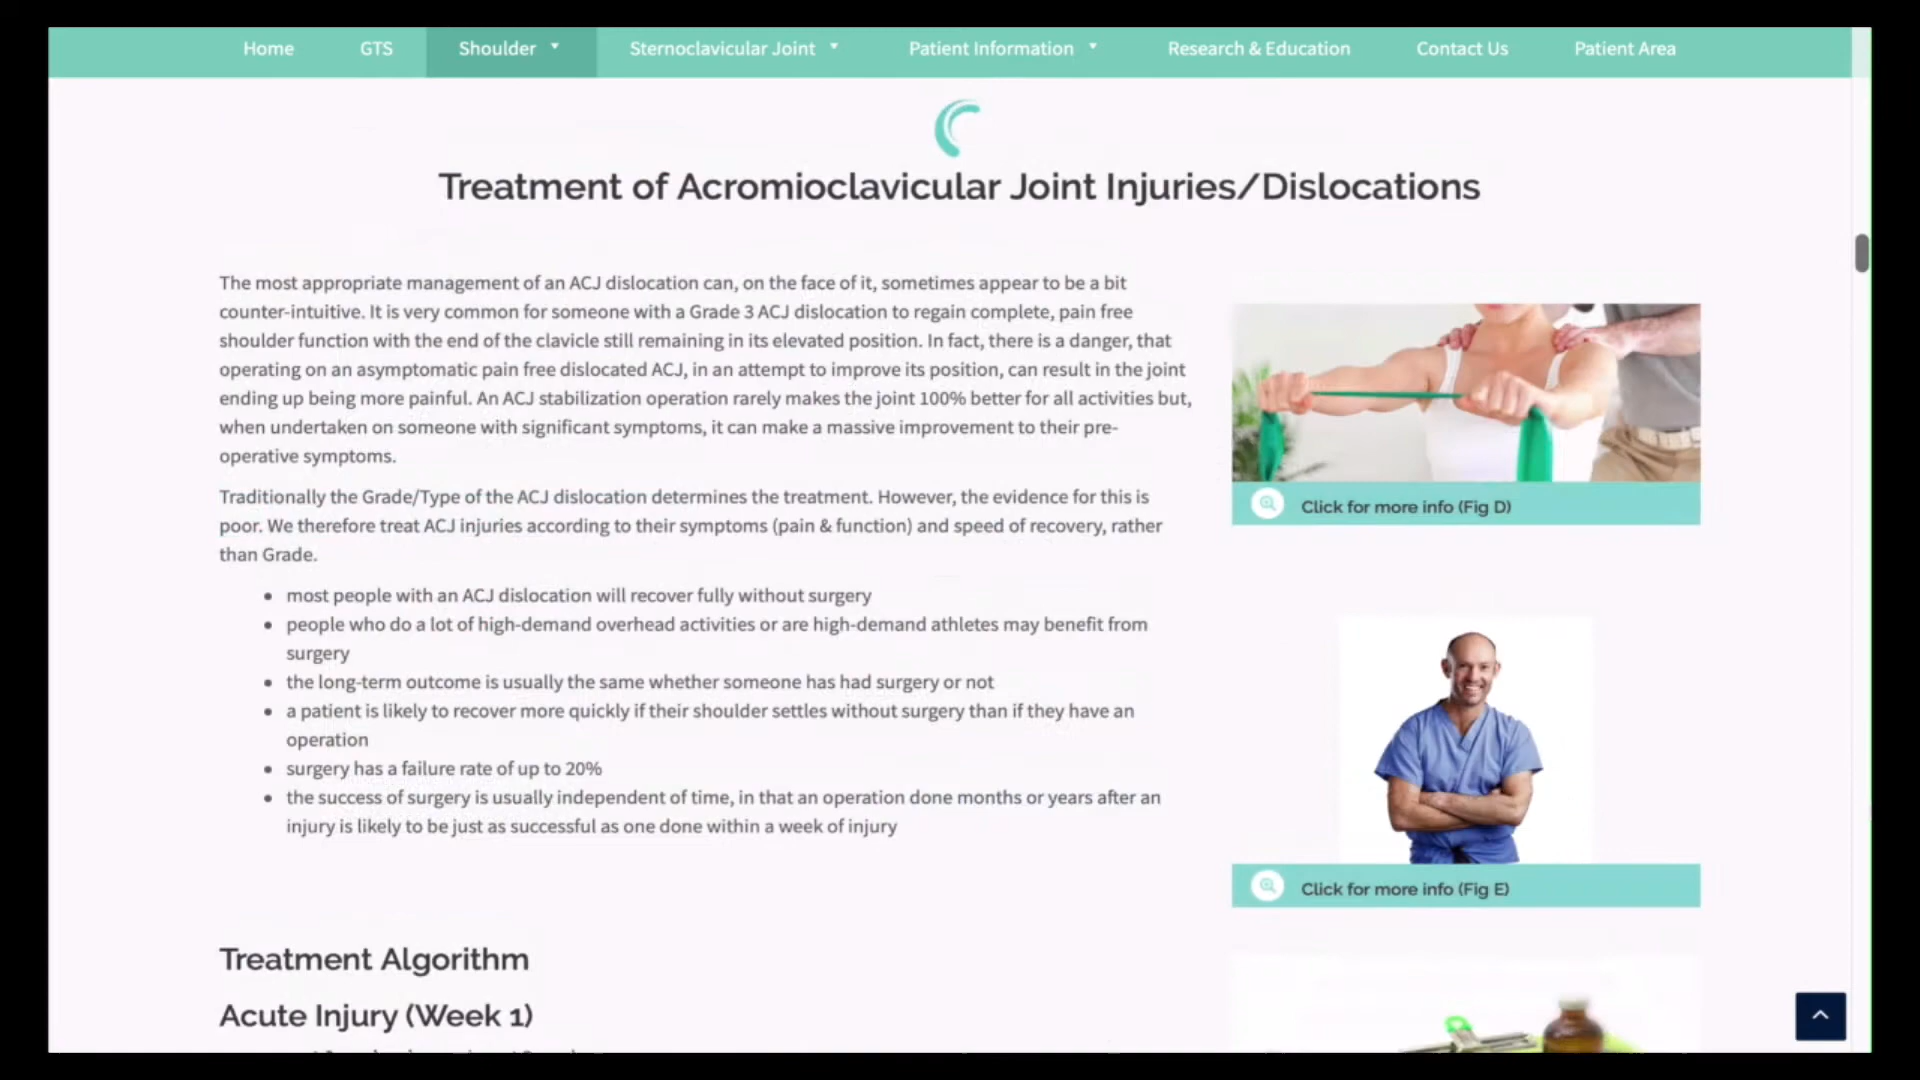 Home GTS Shoulder Sternoclavicular Joint Patient Information Research & Education Contact Us Patient Area
Treatment of Acromioclavicular Joint Injuries/Dislocations
The most appropriate management of an ACJ dislocation can, on the face of it, sometimes appear to be a bit
counter-intuitive. It is very common for someone with a Grade 3 ACJ dislocation to regain complete, pain free
shoulder function with the end of the clavicle still remaining in its elevated position. In fact, there is a danger, that
operating on an asymptomatic pain free dislocated ACJ, in an attempt to improve its position, can result in the joint
ending up being more painful. An ACJ stabilization operation rarely makes the joint 100% better for all activities but,
when undertaken on someone with significant symptoms, it can make a massive improvement to their pre-
operative symptoms.
Traditionally the Grade/Type of the ACJ dislocation determines the treatment. However, the evidence for this is
poor. We therefore treat ACJ injuries according to their symptoms (pain & function) and speed of recovery, rather
than Grade.
• most people with an ACJ dislocation will recover fully without surgery
• people who do a lot of high-demand overhead activities or are high-demand athletes may benefit from
surgery
• the long-term outcome is usually the same whether someone has had surgery or not
• a patient is likely to recover more quickly if their shoulder settles without surgery than if they have an
operation
• surgery has a failure rate of up to 20%
• the success of surgery is usually independent of time, in that an operation done months or years after an
injury is likely to be just as successful as one done within a week of injury
Click for more info (Fig D)
Click for more info (Fig E)
Treatment Algorithm
Acute Injury (Week 1)